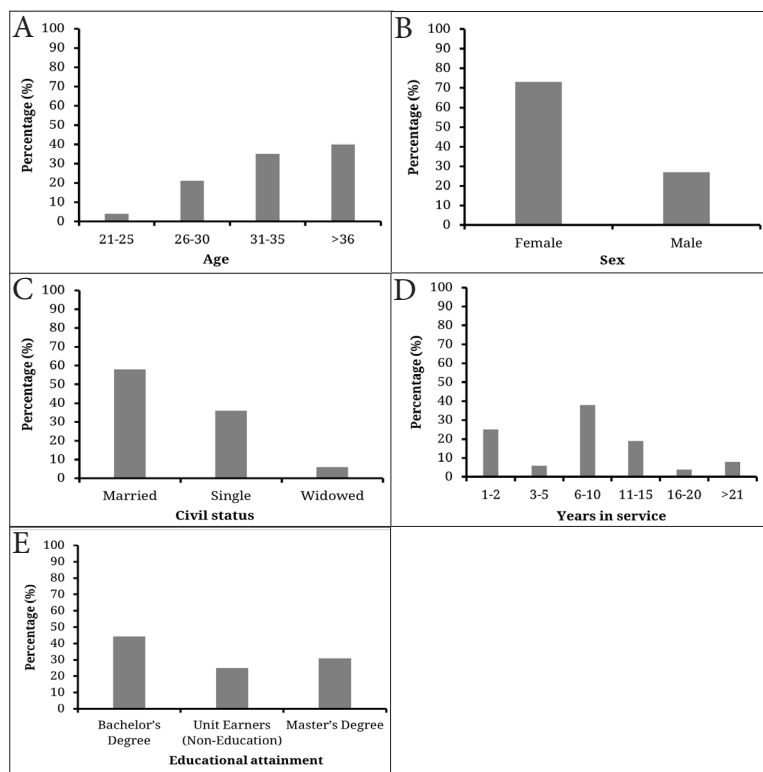 A
Percentage (%)
100
90
80
70
60
50
40
30
20
10
0
21-25 26-30 31-35 >36
Age
B
Percentage (%)
100
90
80
70
60
50
40
30
20
10
0
Female Male
Sex
C
Percentage (%)
100
90
80
70
60
50
40
30
20
10
0
Married Single Widowed
Civil status
D
Percentage (%)
100
90
80
70
60
50
40
30
20
10
0
1-2 3-5 6-10 11-15 16-20 >21
Years in service
E
Percentage (%)
100
90
80
70
60
50
40
30
20
10
0
Bachelor's Unit Earners Master's Degree
Degree (Non-Education)
Educational attainment